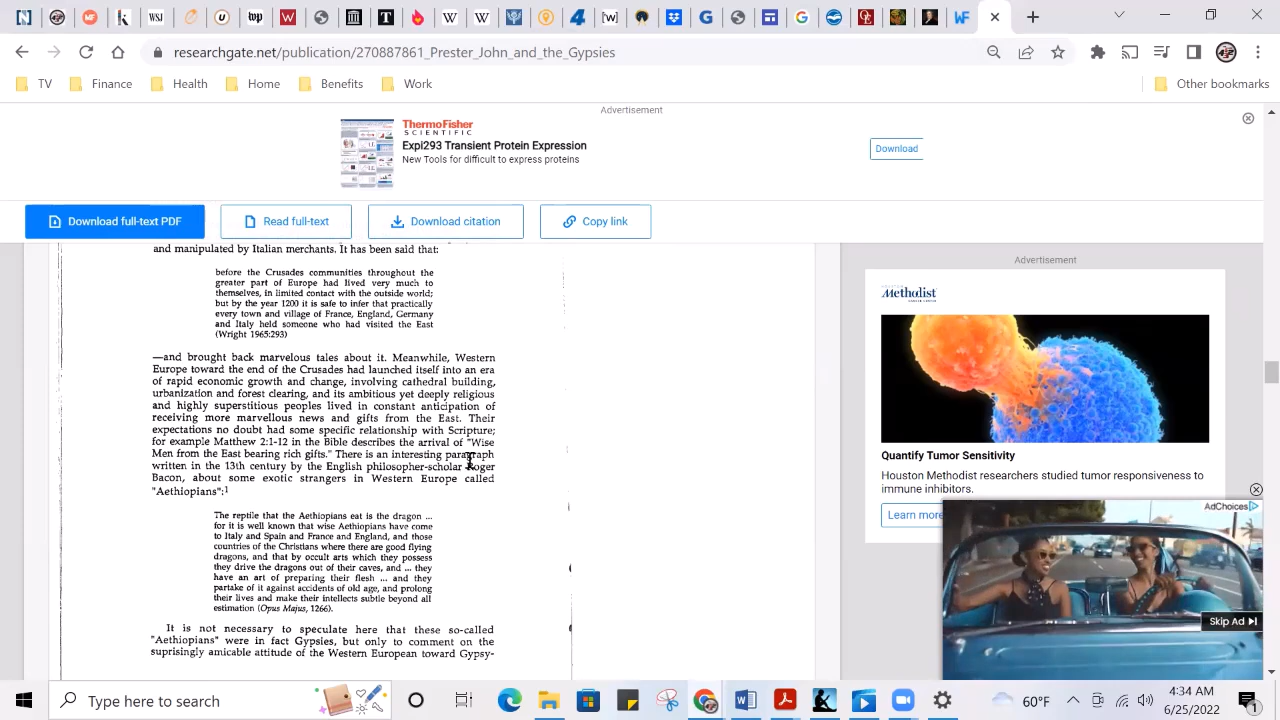 researchgate.net/publication/270887861_Prester_John_and_the_Gypsies
TV
Finance
Health
Home
Benefits
Work
Other bookmarks
Advertisement
ThermoFisher
SCIENTIFIC
Expi293 Transient Protein Expression
New Tools for difficult to express proteins
Download
Download full-text PDF
Read full-text
Download citation
Copy link
and manipulated by Italian merchants. It has been said that:
before the Crusades communities throughout the
greater part of Europe had lived very much to
themselves, in limited contact with the outside world;
but by the year 1200 it is safe to infer that practically
every town and village of France, England, Germany
and Italy held someone who had visited the East
(Wright 1965:293)
—and brought back marvelous tales about it. Meanwhile, Western
Europe toward the end of the Crusades had launched itself into an era
of rapid economic growth and change, involving cathedral building,
urbanization and forest clearing, and its ambitious yet deeply religious
and highly superstitious peoples lived in constant anticipation of
receiving more marvellous news and gifts from the East. Their
expectations no doubt had some specific relationship with Scripture;
for example Matthew 2:1-12 in the Bible describes the arrival of "Wise
Men from the East bearing rich gifts." There is an interesting paragraph
written in the 13th century by the English philosopher-scholar Roger
Bacon, about some exotic strangers in Western Europe called
"Aethiopians":1
The reptile that the Aethiopians eat is the dragon ...
for it is well known that wise Aethiopians have come
to Italy and Spain and France and England, and those
countries of the Christians where there are good flying
dragons, and that by occult arts which they possess
they drive the dragons out of their caves, and ... they
have an art of preparing their flesh ... and they
partake of it against accidents of old age, and prolong
their lives and make their intellects subtle beyond all
estimation (Opus Majus, 1266).
It is not necessary to speculate here that these so-called
"Aethiopians" were in fact Gypsies, but only to comment on the
suprisingly amicable attitude of the Western European toward Gypsy-
Advertisement
Methodist
Quantify Tumor Sensitivity
Houston Methodist researchers studied tumor responsiveness to
immune inhibitors.
Learn more
AdChoices
Skip Ad
Type here to search
60°F
4:34 AM
6/25/2022
1